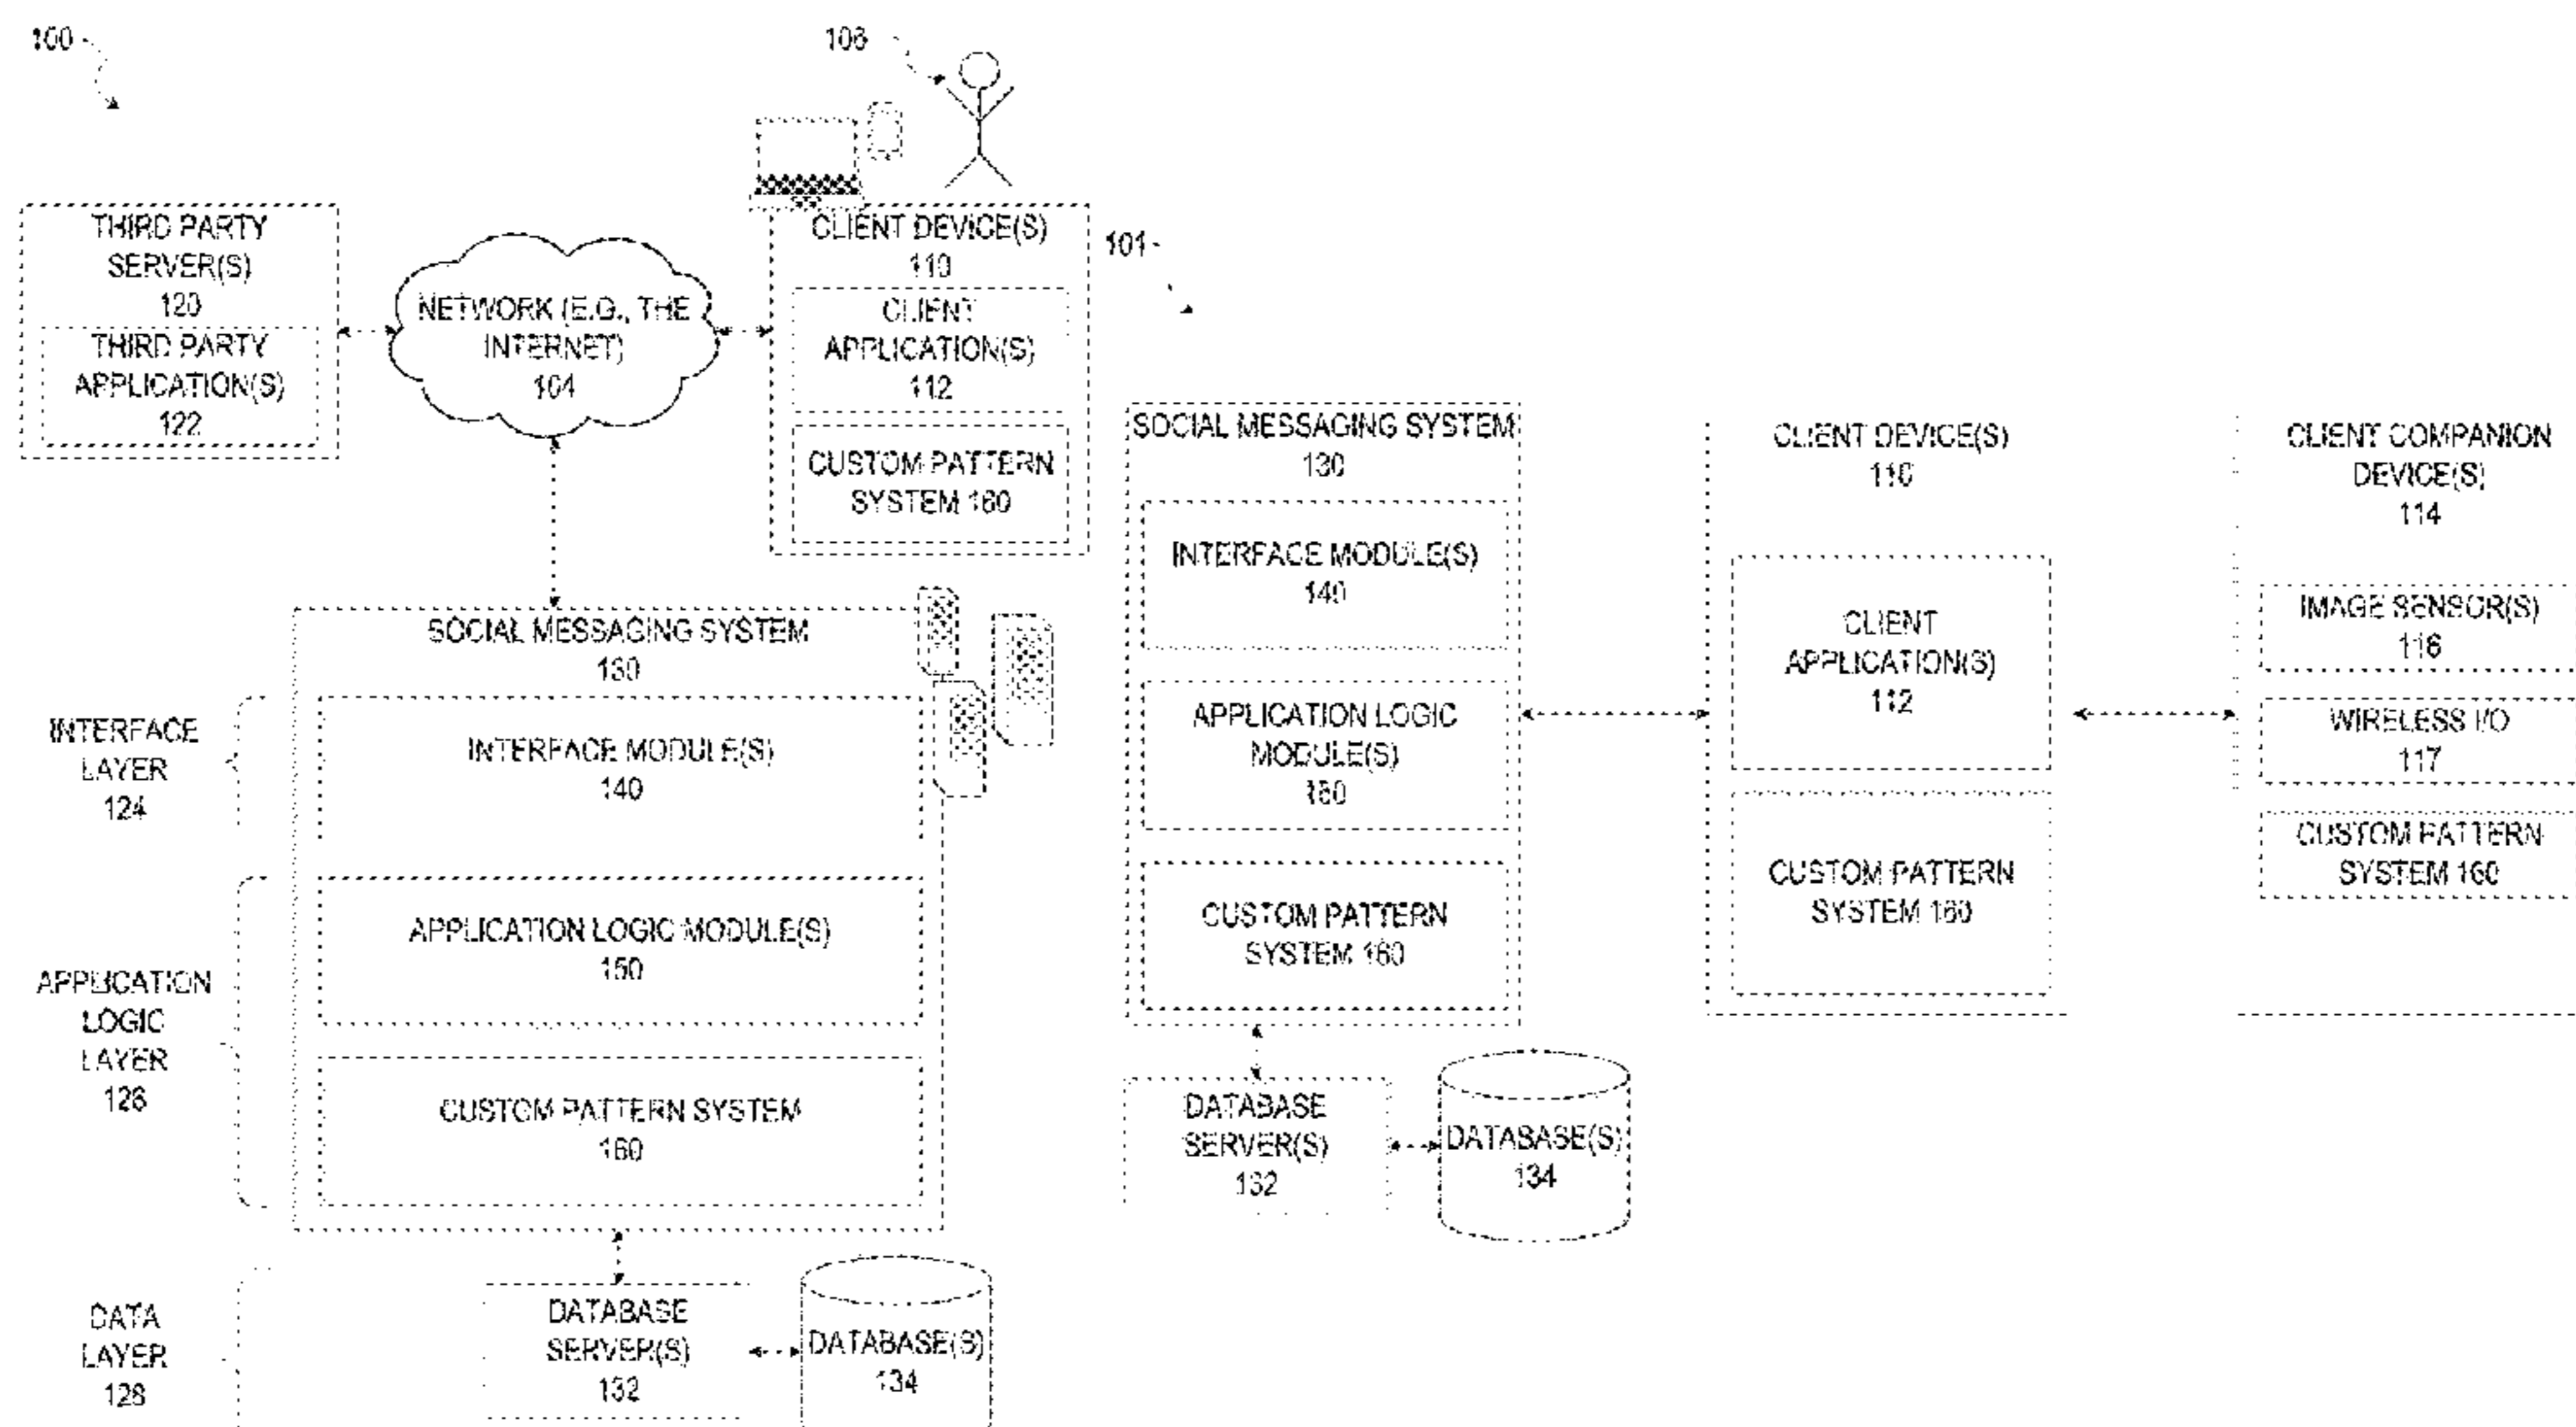 100
106
THIRD PARTY
SERVER(S)
120
THIRD PARTY
APPLICATION(S)
122
NETWORK (E.G., THE
INTERNET)
104
CLIENT DEVICE(S)
110
CLIENT
APPLICATION(S)
112
CUSTOM PATTERN
SYSTEM 160
SOCIAL MESSAGING SYSTEM
130
INTERFACE
LAYER
124
INTERFACE MODULE(S)
140
APPLICATION
LOGIC
LAYER
126
APPLICATION LOGIC MODULE(S)
150
CUSTOM PATTERN SYSTEM
160
DATA
LAYER
128
DATABASE
SERVER(S)
132
DATABASE(S)
134
101
SOCIAL MESSAGING SYSTEM
130
INTERFACE MODULE(S)
140
APPLICATION LOGIC
MODULE(S)
150
CUSTOM PATTERN
SYSTEM 160
DATABASE
SERVER(S)
132
DATABASE(S)
134
CLIENT DEVICE(S)
110
CLIENT
APPLICATION(S)
112
CUSTOM PATTERN
SYSTEM 160
CLIENT COMPANION
DEVICE(S)
114
IMAGE SENSOR(S)
116
WIRELESS I/O
117
CUSTOM PATTERN
SYSTEM 160